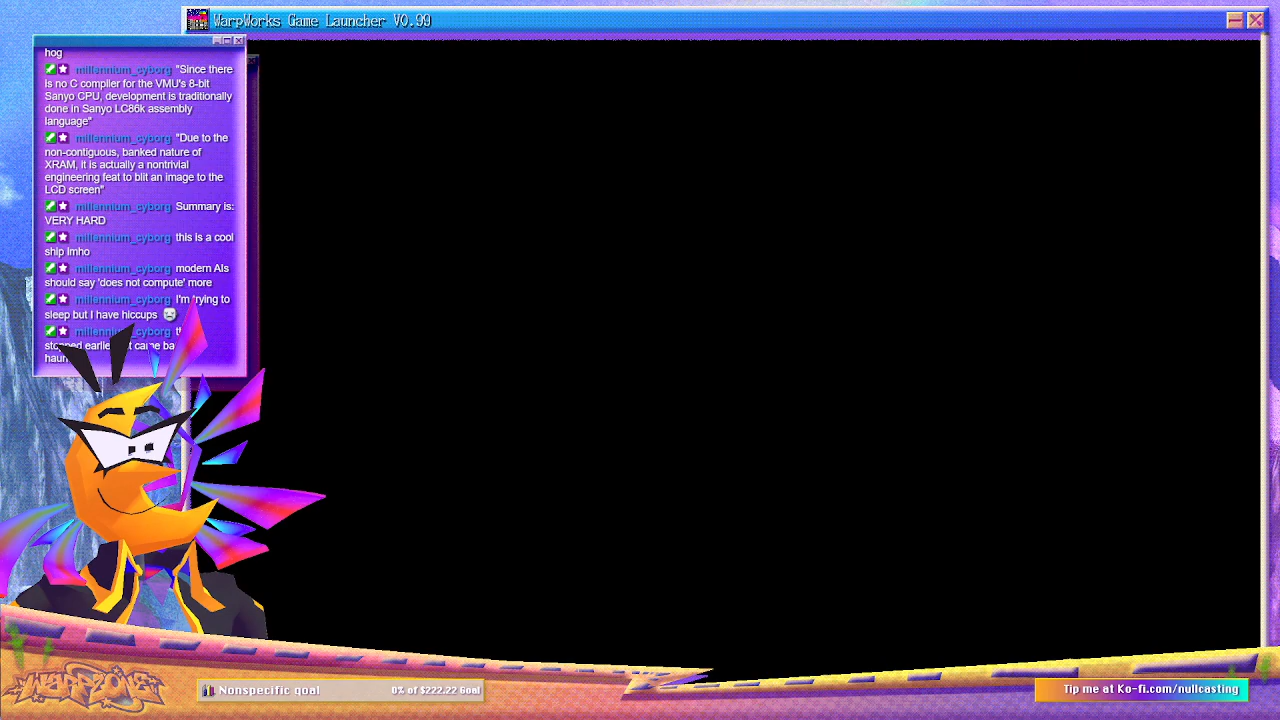 WarpWorks Game Launcher V0.99
hog
millennium_cyborg "Since there
is no C compiler for the VMU's 8-bit
Sanyo CPU, development is traditionally
done in Sanyo LC86k assembly
language"
millennium_cyborg "Due to the
non-contiguous, banked nature of
XRAM, it is actually a nontrivial
engineering feat to blit an image to the
LCD screen"
millennium_cyborg Summary is:
VERY HARD
millennium_cyborg this is a cool
ship imho
millennium_cyborg modern AIs
should say 'does not compute' more
millennium_cyborg I'm trying to
sleep but I have hiccups
millennium_cyborg
earlier
WARPZONE
Nonspecific goal 0% of $222.22 Goal
Tip me at Ko-fi.com/nullcasting